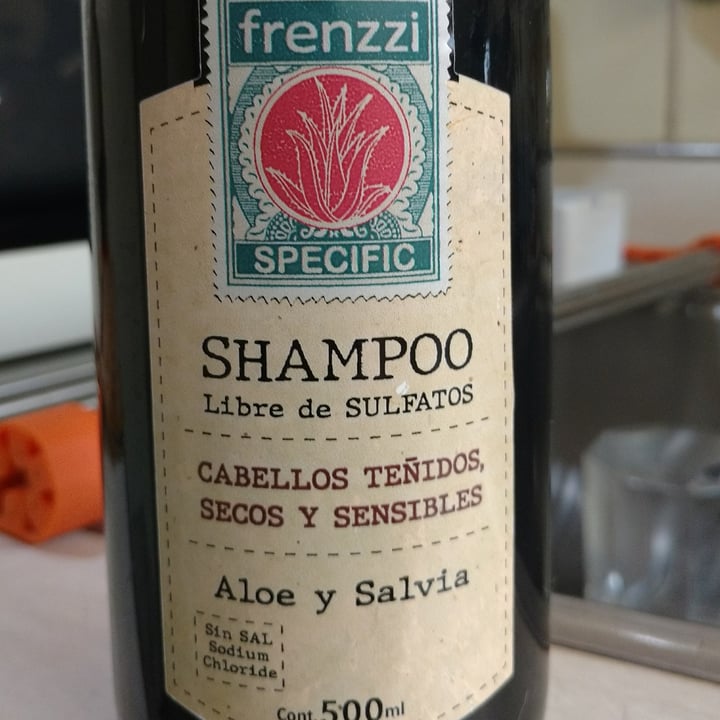 frenzzi
SPECIFIC
SHAMPOO
Libre de SULFATOS
CABELLOS TEÑIDOS,
SECOS Y SENSIBLES
Aloe y Salvia
Sin SAL
Sodium
Chloride
Cont. 500ml